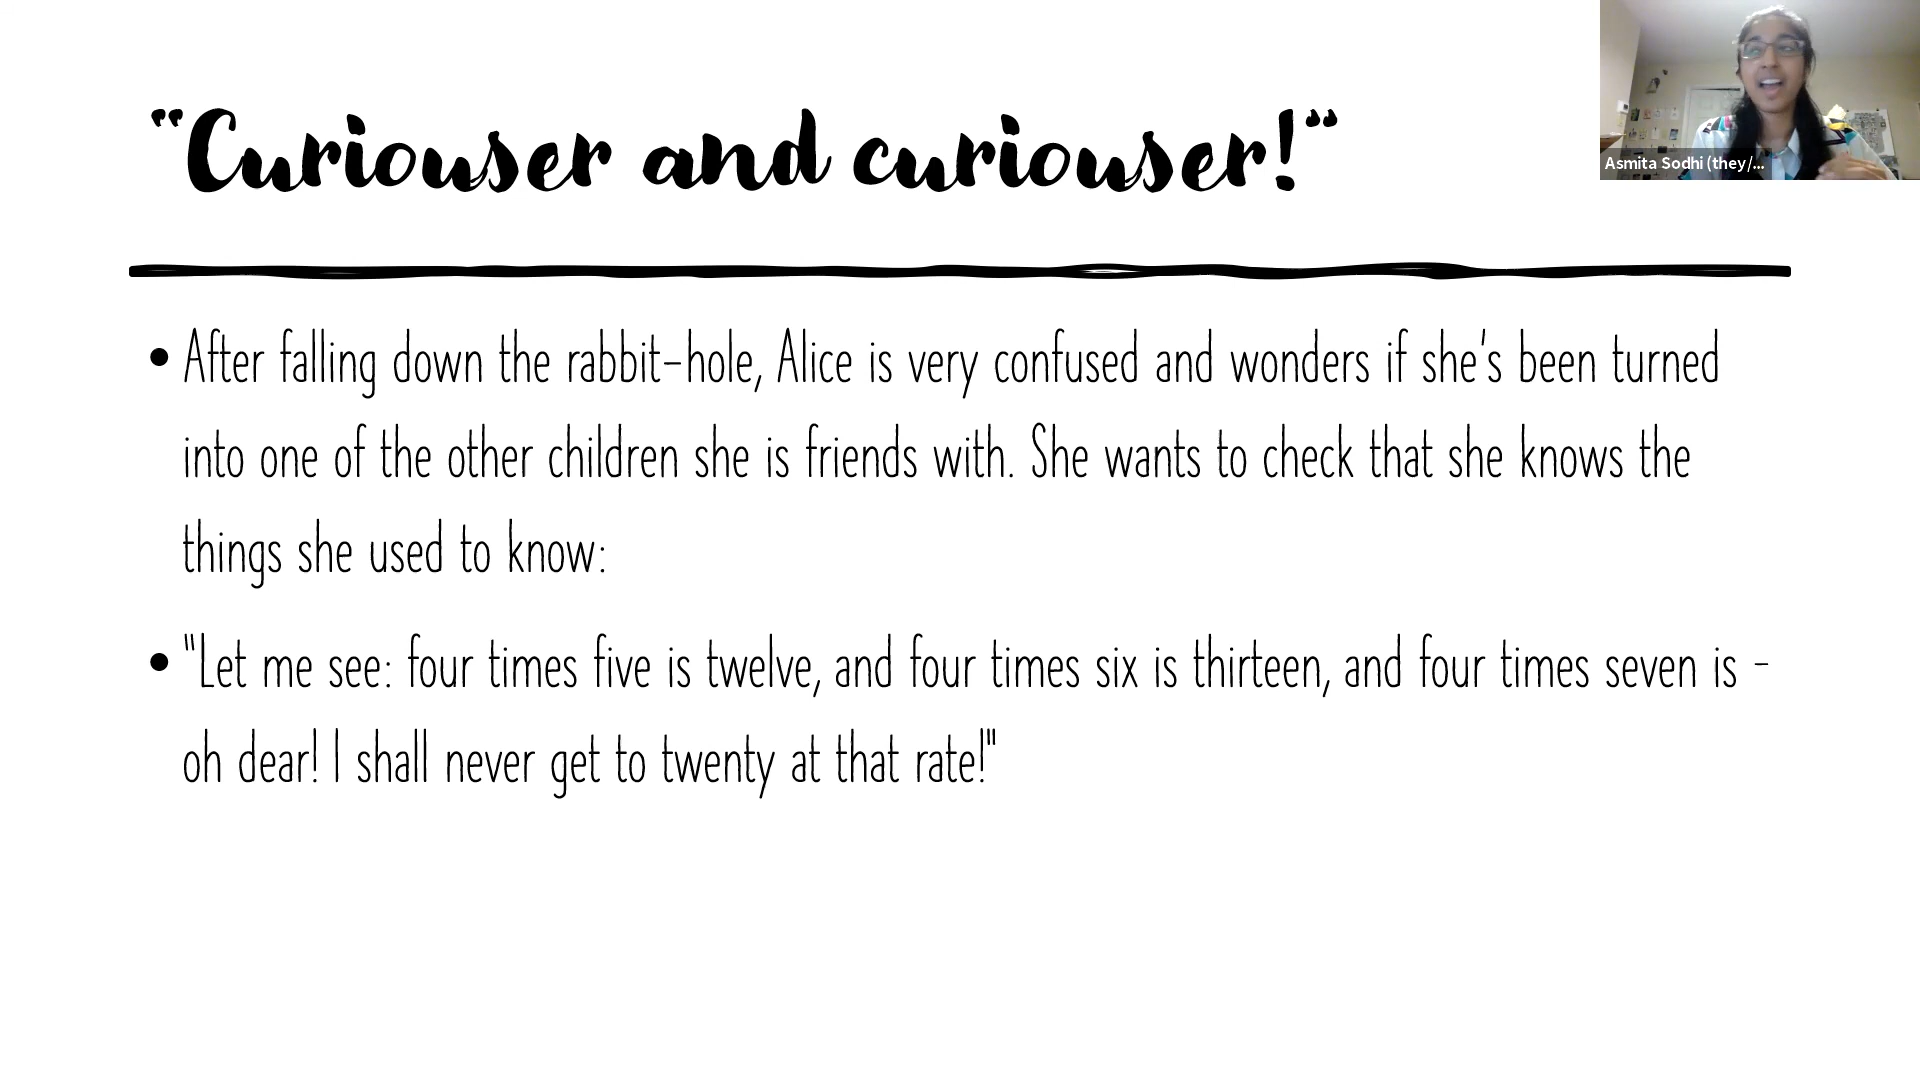 "Curiouser and curiouser!"
Asmita Sodhi (they/...
• After falling down the rabbit-hole, Alice is very confused and wonders if she's been turned
into one of the other children she is friends with. She wants to check that she knows the
things she used to know:
• "Let me see: four times five is twelve, and four times six is thirteen, and four times seven is -
oh dear! I shall never get to twenty at that rate!"